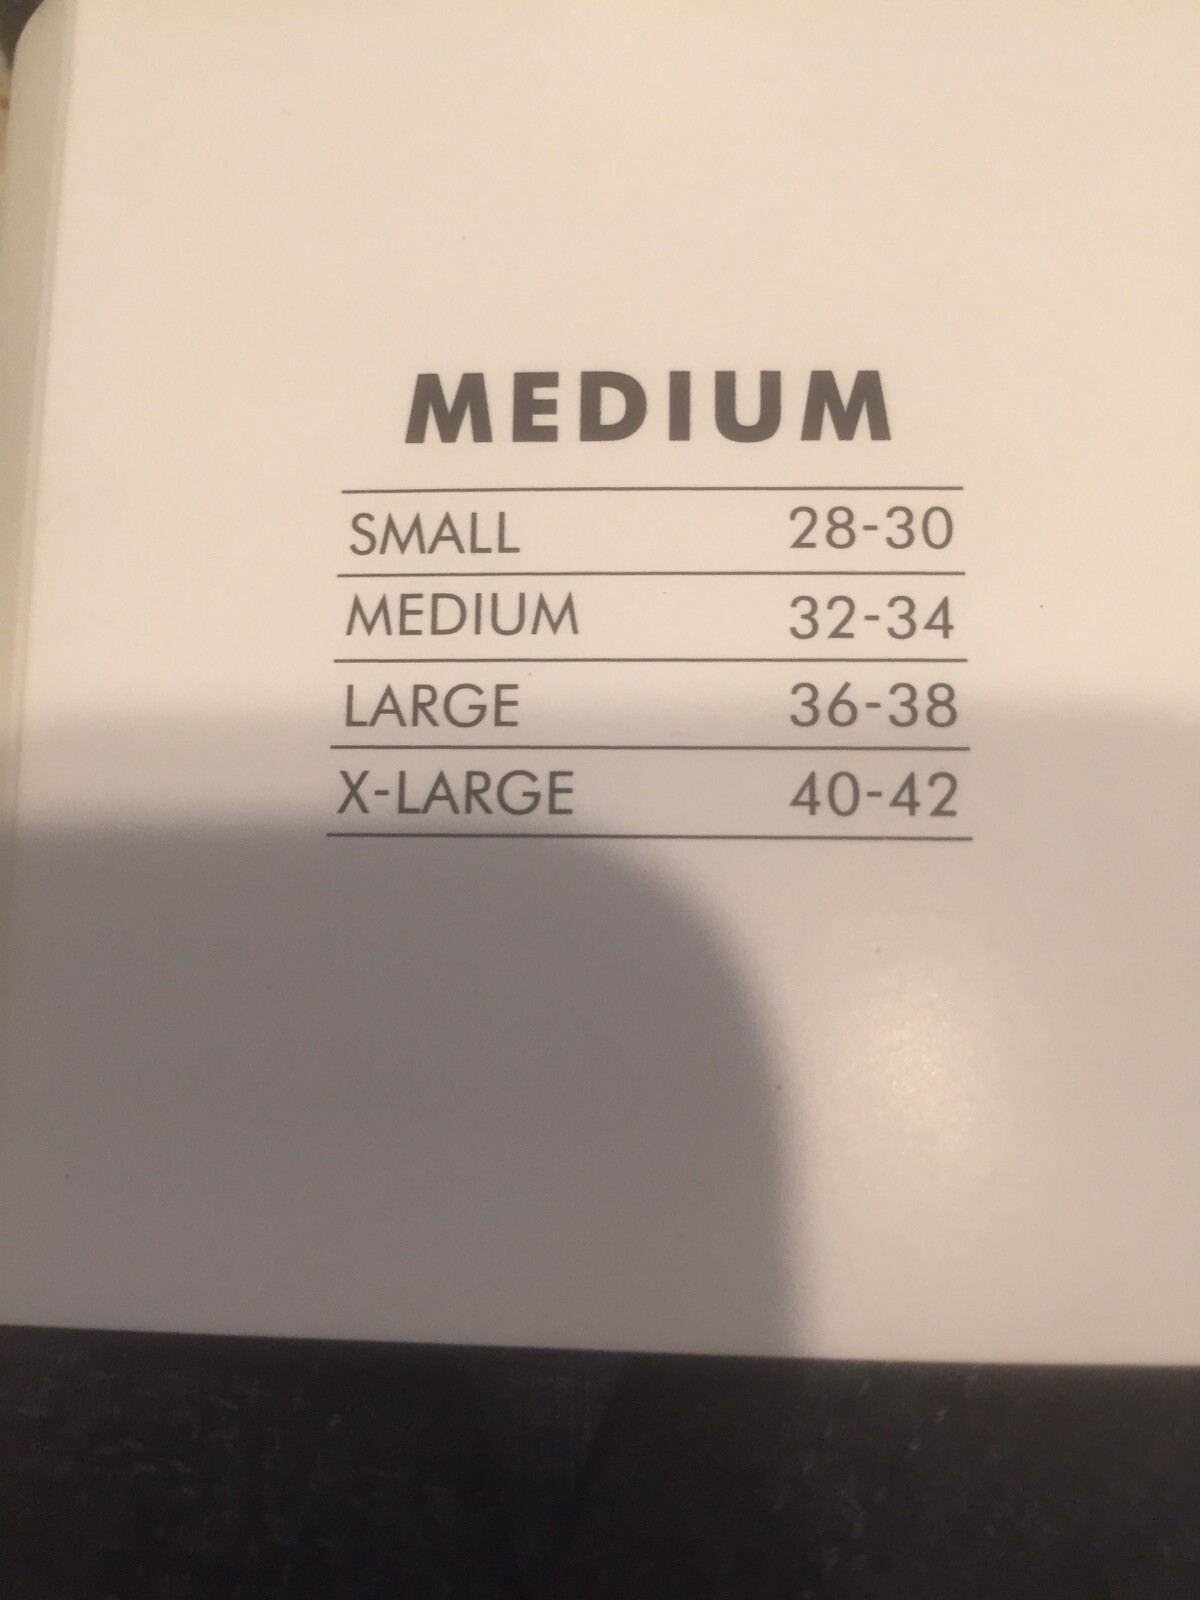 MEDIUM
SMALL 28-30
MEDIUM 32-34
LARGE 36-38
X-LARGE 40-42